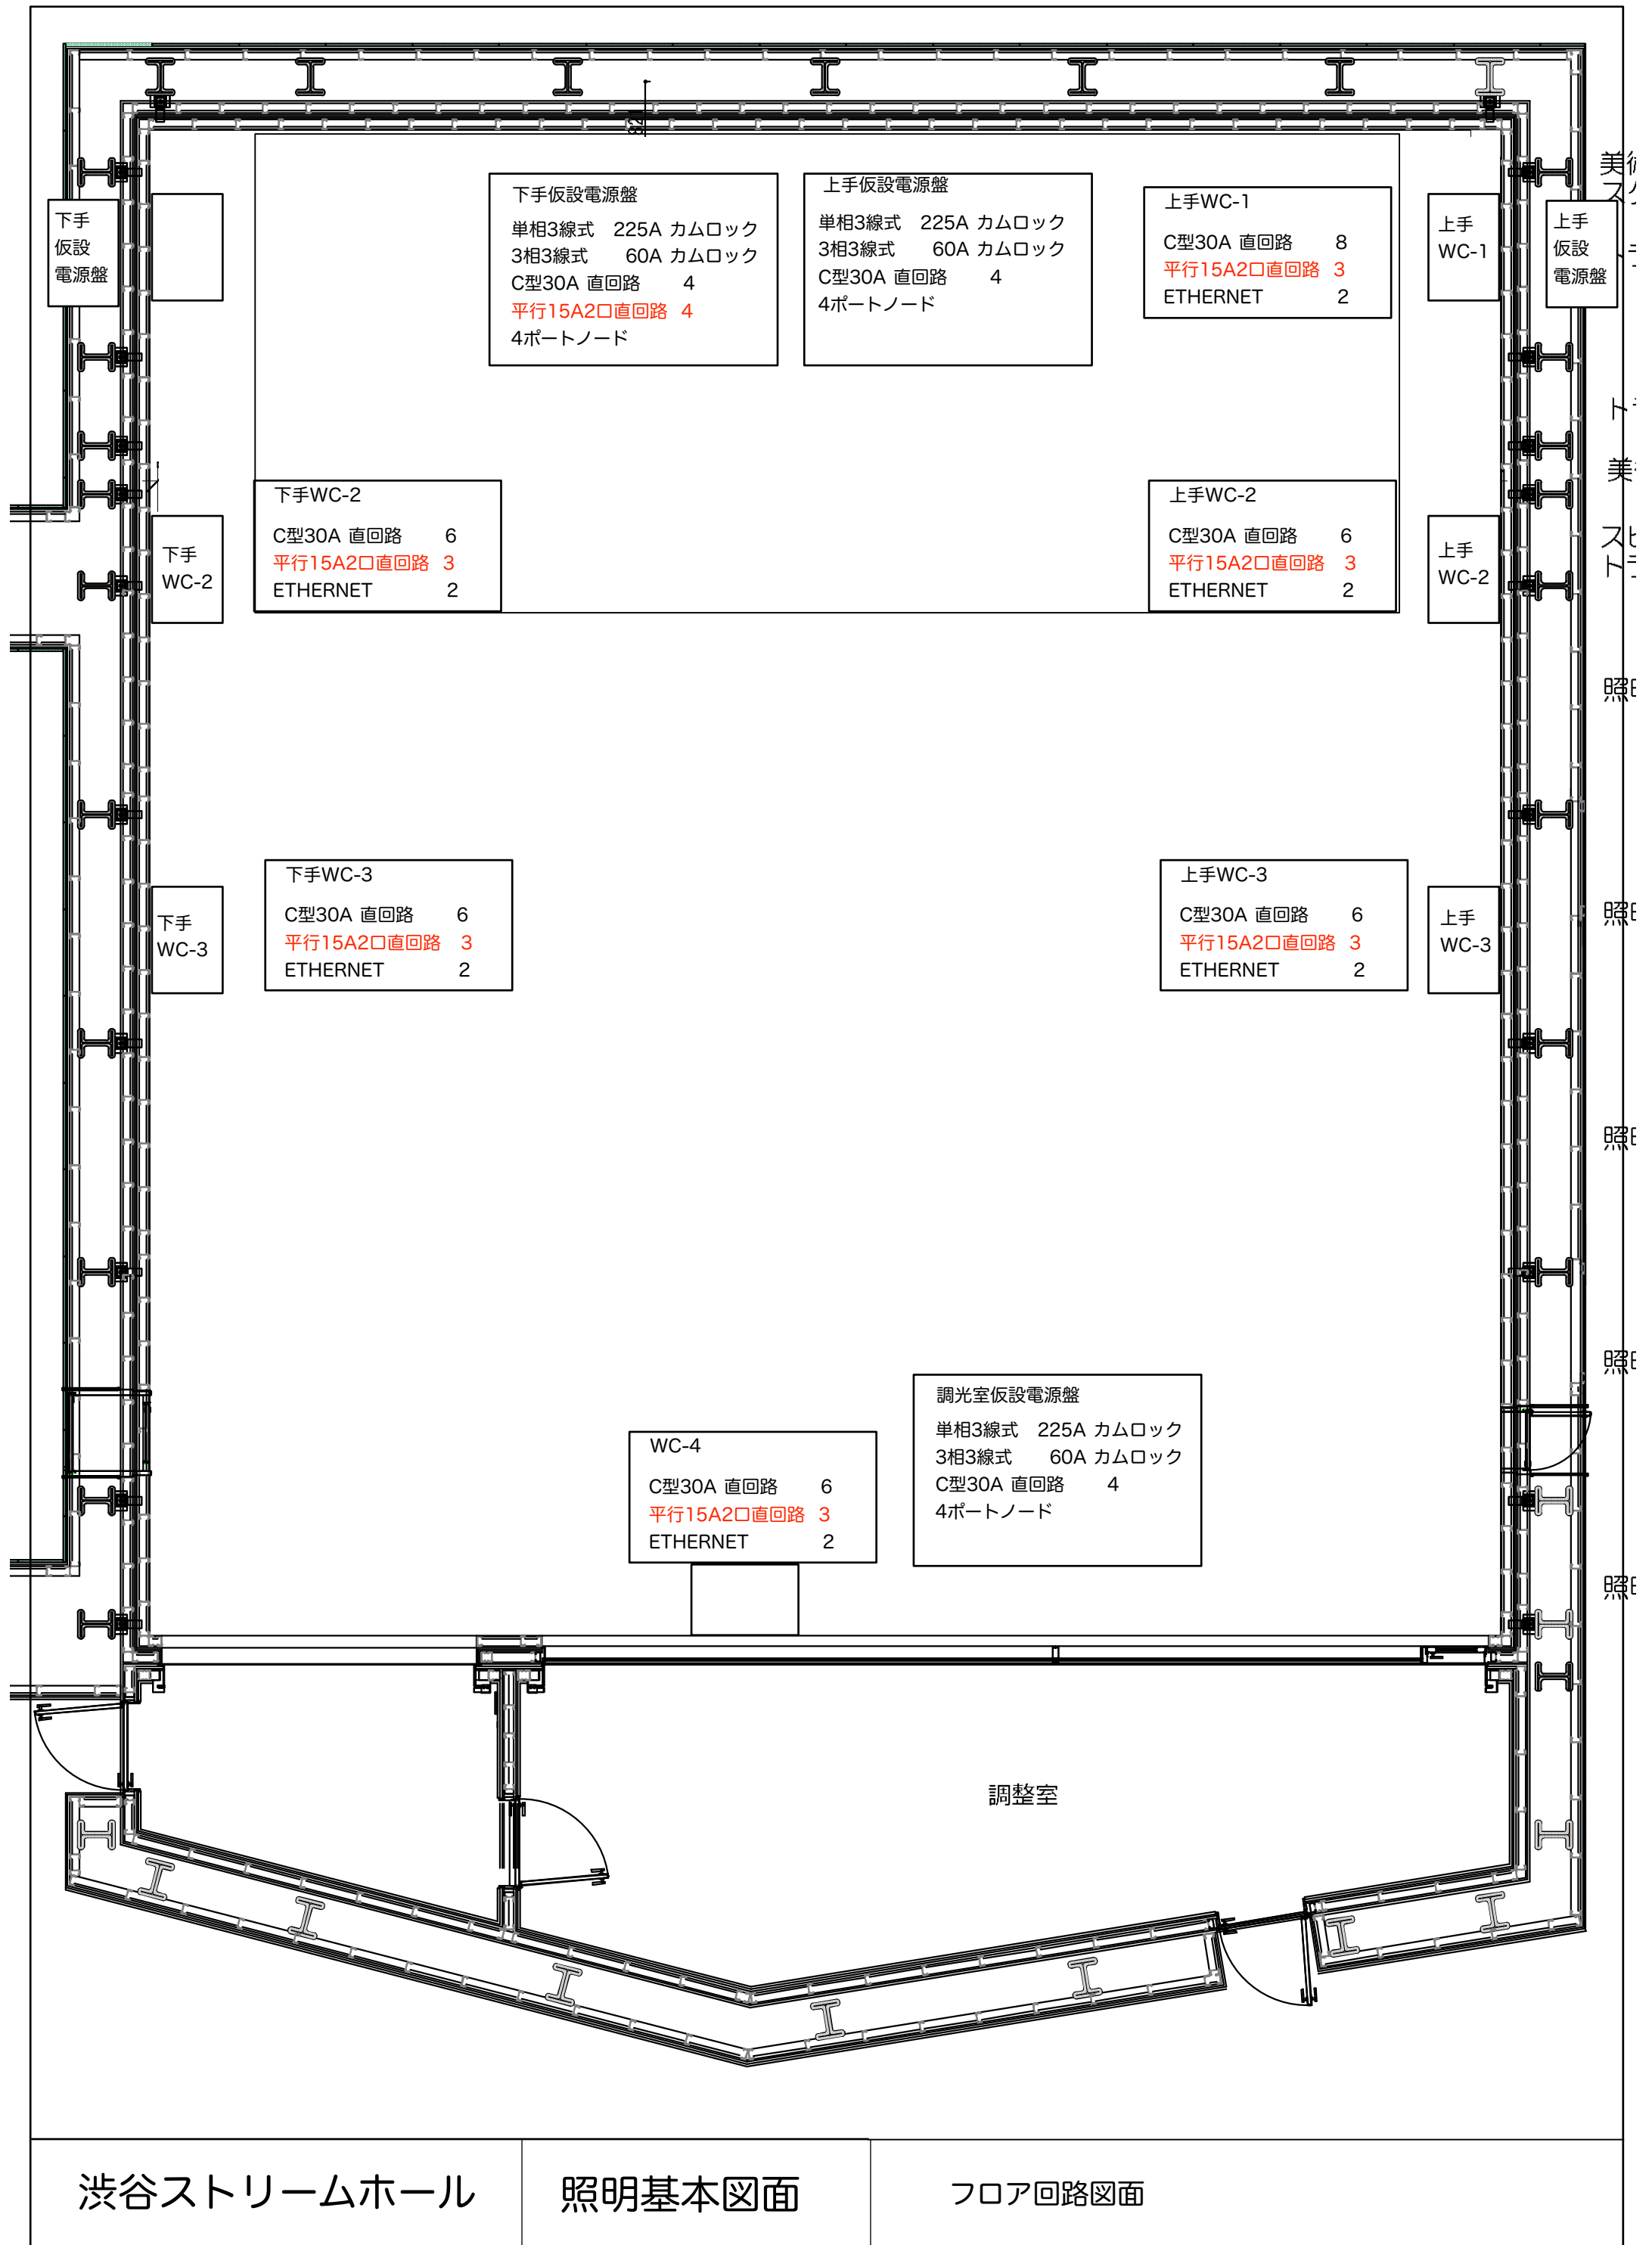 下手仮設電源盤
単相3線式 225A カムロック
3相3線式 60A カムロック
C型30A 直回路 4
平行15A2口直回路 4
4ポートノード
上手仮設電源盤
単相3線式 225A カムロック
3相3線式 60A カムロック
C型30A 直回路 4
4ポートノード
上手WC-1
C型30A 直回路 8
平行15A2口直回路 3
ETHERNET 2
下手
仮設
電源盤
上手
WC-1
上手
仮設
電源盤
下手WC-2
C型30A 直回路 6
平行15A2口直回路 3
ETHERNET 2
上手WC-2
C型30A 直回路 6
平行15A2口直回路 3
ETHERNET 2
下手
WC-2
上手
WC-2
下手WC-3
C型30A 直回路 6
平行15A2口直回路 3
ETHERNET 2
上手WC-3
C型30A 直回路 6
平行15A2口直回路 3
ETHERNET 2
下手
WC-3
上手
WC-3
WC-4
C型30A 直回路 6
平行15A2口直回路 3
ETHERNET 2
調光室仮設電源盤
単相3線式 225A カムロック
3相3線式 60A カムロック
C型30A 直回路 4
4ポートノード
調整室
渋谷ストリームホール
照明基本図面
フロア回路図面